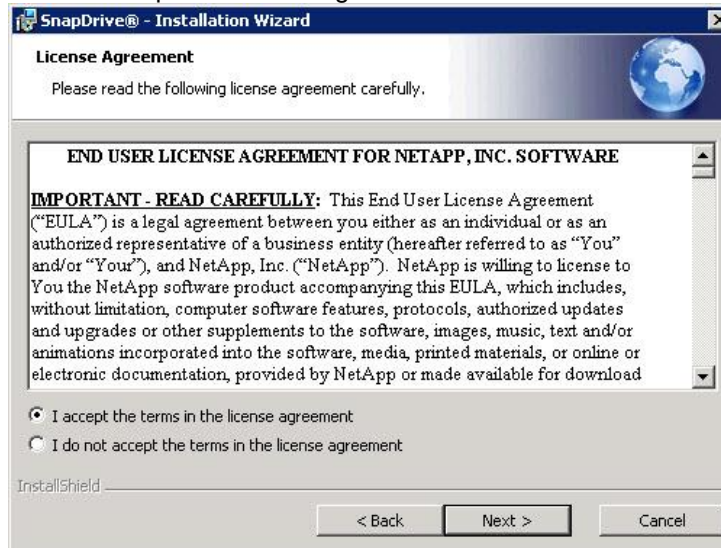 SnapDrive® - Installation Wizard
License Agreement
Please read the following license agreement carefully.
END USER LICENSE AGREEMENT FOR NETAPP, INC. SOFTWARE
IMPORTANT - READ CAREFULLY: This End User License Agreement
("EULA") is a legal agreement between you either as an individual or as an
authorized representative of a business entity (hereafter referred to as "You"
and/or "Your"), and NetApp, Inc. ("NetApp"). NetApp is willing to license to
You the NetApp software product accompanying this EULA, which includes,
without limitation, computer software features, protocols, authorized updates
and upgrades or other supplements to the software, images, music, text and/or
animations incorporated into the software, media, printed materials, or online or
electronic documentation, provided by NetApp or made available for download
I accept the terms in the license agreement
I do not accept the terms in the license agreement
InstallShield
< Back Next > Cancel